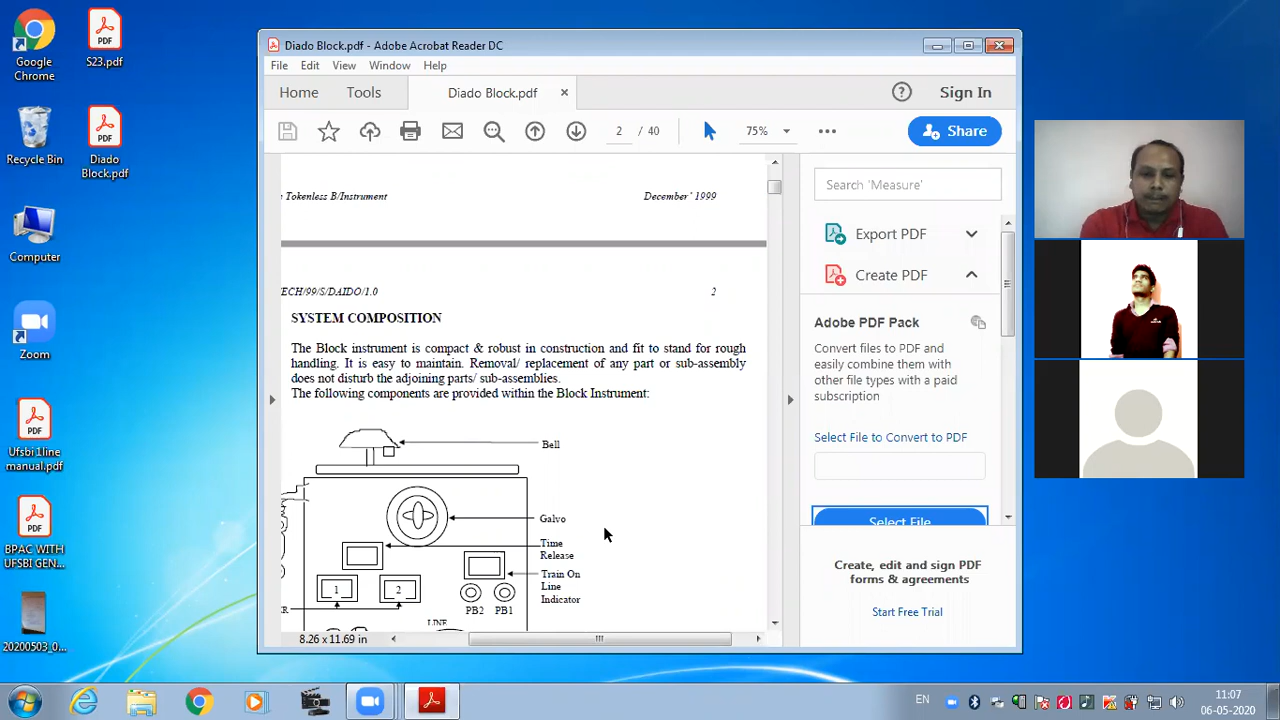 Google
Chrome
S23.pdf
Recycle Bin
Diado
Block.pdf
Computer
Zoom
Ufsbi 1line
manual.pdf
BPAC WITH
UFSBI GEN...
20200503_0...
Diado Block.pdf - Adobe Acrobat Reader DC
File Edit View Window Help
Home Tools Diado Block.pdf × Sign In
2 / 40 75% Share
Tokenless B/Instrument December' 1999
ECH/99/S/DAIDO/1.0 2
SYSTEM COMPOSITION
The Block instrument is compact & robust in construction and fit to stand for rough
handling. It is easy to maintain. Removal/ replacement of any part or sub-assembly
does not disturb the adjoining parts/ sub-assemblies.
The following components are provided within the Block Instrument:
Bell
Galvo
Time
Release
Train On
Line
Indicator
1 2
PB2 PB1
R
LINE
8.26 x 11.69 in
Search 'Measure'
Export PDF
Create PDF
Adobe PDF Pack
Convert files to PDF and
easily combine them with
other file types with a paid
subscription
Select File to Convert to PDF
Select File
Create, edit and sign PDF
forms & agreements
Start Free Trial
EN
11:07
06-05-2020